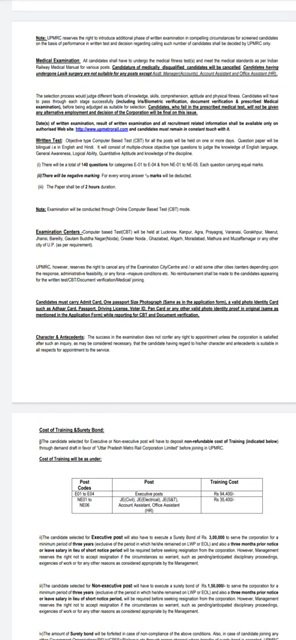 Note: UPMRC reserves the right to introduce additional phase of written examination in compelling circumstances for screened candidates
on the basis of performance in written test and decision regarding calling such number of candidates shall be decided by UPMRC only.
Medical Examination: All candidates shall have to undergo the medical fitness test(s) and meet the medical standards as per Indian
Railway Medical Manual for various posts. Candidature of medically disqualified candidates will be cancelled. Candidates having
undergone Lasik surgery are not suitable for any posts except Asstt. Manager(Accounts), Account Assistant and Office Assistant (HR).
The selection process would judge different facets of knowledge, skills, comprehension, aptitude and physical fitness. Candidates will have
to pass through each stage successfully (including Bio-metric verification, document verification & prescribed Medical
examination), before being adjudged as suitable for selection. Candidates, who fail in the prescribed medical test, will not be given
any alternative employment and decision of the Corporation will be final on this issue.
Date(s) of written examination, result of written examination and all recruitment related information shall be available only on
authorised Web site http://www.upmetrorail.com and candidates must remain in constant touch with it.
Written Test: Objective type Computer Based Test (CBT) for all the posts will be held on one or more days. Question paper will be
bilingual i.e in English and Hindi. It will consist of multiple-choice objective type questions to judge the knowledge of English language,
General Awareness, Logical Ability, Quantitative Aptitude and knowledge of the discipline.
(i) There will be a total of 140 questions for categories E-01 to E-04 & from NE-01 to NE-05. Each question carrying equal marks.
(ii) There will be negative marking. For every wrong answer marks will be deducted.
(iii) The Paper shall be of 2 hours duration.
Note: Examination will be conducted through Online Computer Based Test (CBT) mode.
Examination Centers -Computer based Test(CBT) will be held at Lucknow, Kanpur, Agra, Prayagraj, Varanasi, Gorakhpur, Meerut,
Jhansi, Bareilly, Gautam Buddha Nagar(Noida), Greater Noida, Ghaziabad, Aligarh, Moradabad, Mathura and Muzaffarnagar or any other
city of U.P. (as per requirement).
UPMRC, however, reserves the right to cancel any of the Examination City/Centre and / or add some other cities /centers depending upon
the response, administrative feasibility, or any force –majeure conditions etc. No reimbursement shall be made to the candidates appearing
for the written test/CBT/Document verification/Medical/ joining.
Candidates must carry Admit Card, One passport Size Photograph (Same as in the application form), a valid photo Identity Card
such as Adhaar Card, Passport, Driving License, Voter ID, Pan Card or any other valid photo identity proof in original (same as
mentioned in the Application Form) while reporting for CBT and Document verification.
Character & Antecedents: The success in the examination does not confer any right to appointment unless the corporation is satisfied
after such an inquiry, as may be considered necessary, that the candidate having regard to his/her character and antecedents is suitable in
all respects for appointment to the service.
Cost of Training &Surety Bond:
i)The candidate selected for Executive or Non-executive post will have to deposit non-refundable cost of Training (indicated below)
through demand draft in favor of "Uttar Pradesh Metro Rail Corporation Limited" before joining in UPMRC.
Cost of Training will be as under:
Post Codes Post Training Cost
E01 to E04 Executive posts Rs 94,400/-
NE01 to NE05 JE(Civil), JE(Electrical), JE(S&T), Account Assistant, Office Assistant (HR) Rs 35,400/-
ii)The candidate selected for Executive post will also have to execute a Surety Bond of Rs. 3,00,000 to serve the corporation for a
minimum period of three years (exclusive of the period in which he/she remained on LWP or EOL) and also a three months prior notice
or leave salary in lieu of short notice period will be required before seeking resignation from the corporation. However, Management
reserves the right not to accept resignation if the circumstances so warrant, such as pending/anticipated disciplinary proceedings,
exigencies of work or for any other reasons as considered appropriate by the Management.
iii)The candidate selected for Non-executive post will have to execute a surety bond of Rs.1,50,000/- to serve the corporation for a
minimum period of three years (exclusive of the period in which he/she remained on LWP or EOL) and also a three months prior notice
or leave salary in lieu of short notice period, will be required before seeking resignation from the corporation. However, Management
reserves the right not to accept resignation if the circumstances so warrant, such as pending/anticipated disciplinary proceedings,
exigencies of work or for any other reasons as considered appropriate by the Management.
iv)The amount of Surety bond will be forfeited in case of non-compliance of the above conditions. Also, in case of candidate joining any